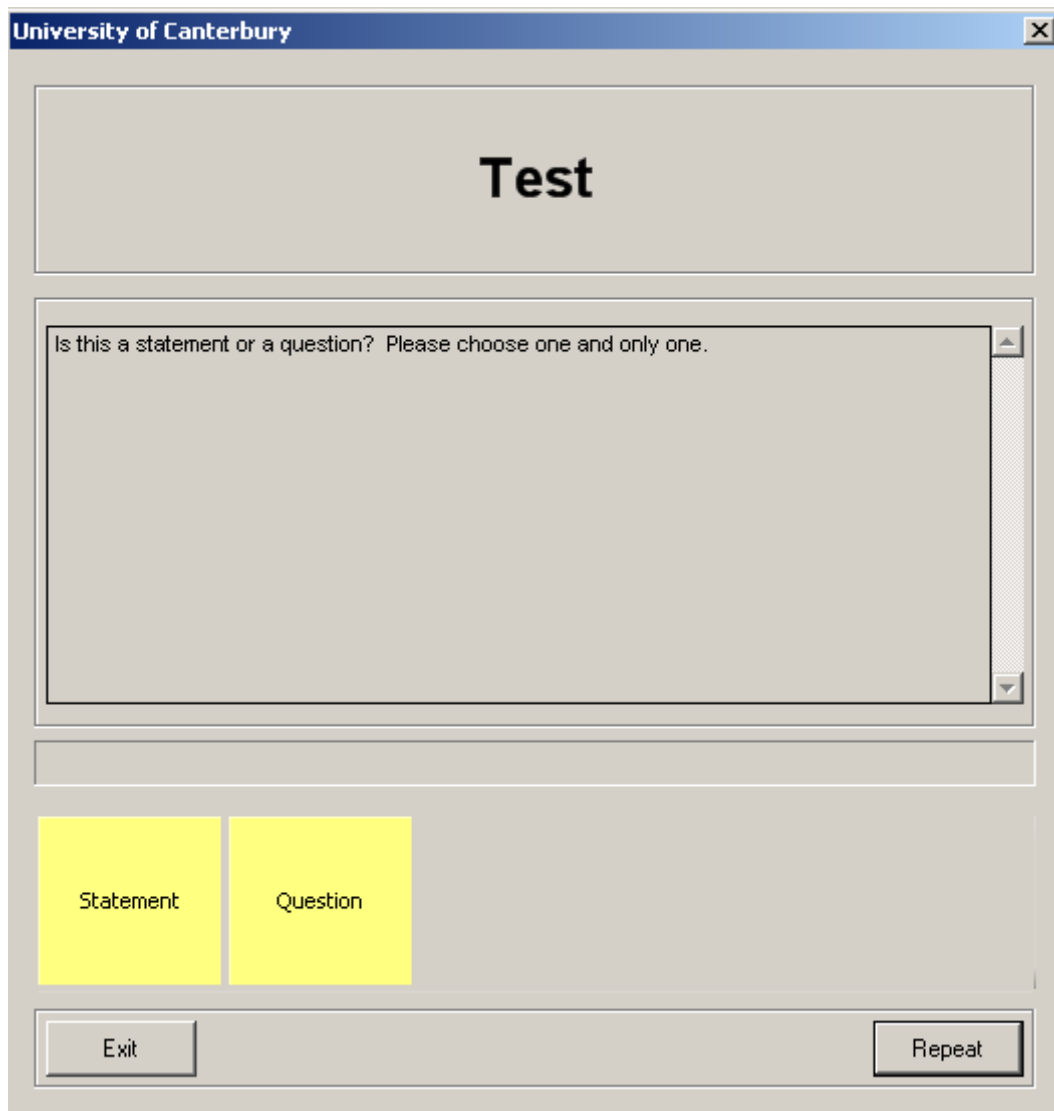 University of Canterbury
Test
Is this a statement or a question?  Please choose one and only one.
Statement
Question
Exit
Repeat